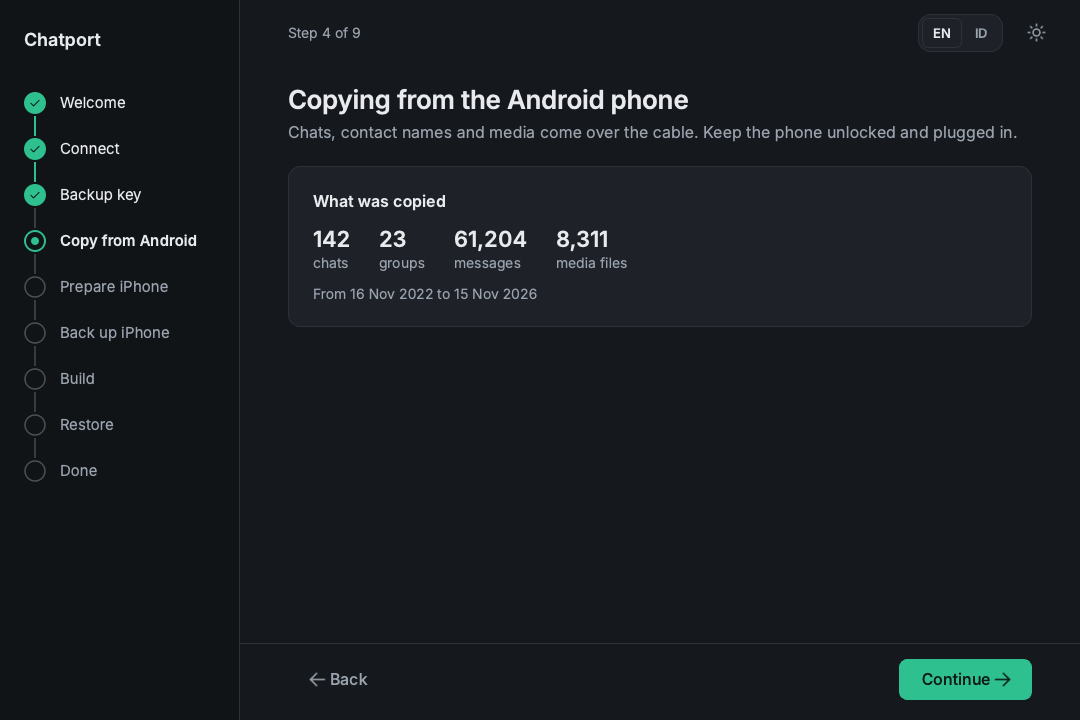 Chatport
Welcome
Connect
Backup key
Copy from Android
Prepare iPhone
Back up iPhone
Build
Restore
Done
Step 4 of 9
EN ID
Copying from the Android phone
Chats, contact names and media come over the cable. Keep the phone unlocked and plugged in.
What was copied
142 23 61,204 8,311
chats groups messages media files
From 16 Nov 2022 to 15 Nov 2026
Back
Continue